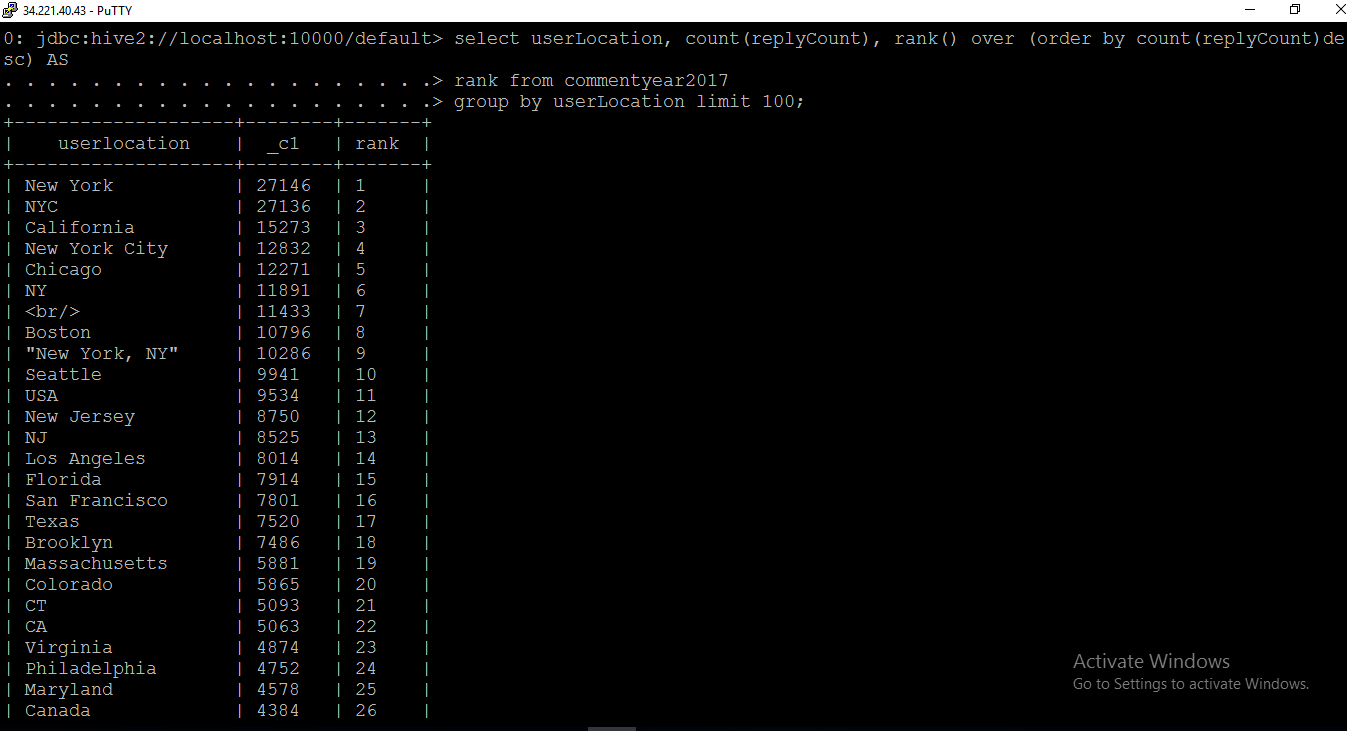 34.221.40.43 - PuTTY
0: jdbc:hive2://localhost:10000/default> select userLocation, count(replyCount), rank() over (order by count(replyCount)de
sc) AS
. . . . . . . . . . . . . . . . . . . .> rank from commentyear2017
. . . . . . . . . . . . . . . . . . . .> group by userLocation limit 100;
+---------------------+--------+-------+
|    userlocation     |  _c1   | rank  |
+---------------------+--------+-------+
| New York            | 27146  | 1     |
| NYC                 | 27136  | 2     |
| California          | 15273  | 3     |
| New York City       | 12832  | 4     |
| Chicago             | 12271  | 5     |
| NY                  | 11891  | 6     |
| <br/>               | 11433  | 7     |
| Boston              | 10796  | 8     |
| "New York, NY"      | 10286  | 9     |
| Seattle             | 9941   | 10    |
| USA                 | 9534   | 11    |
| New Jersey          | 8750   | 12    |
| NJ                  | 8525   | 13    |
| Los Angeles         | 8014   | 14    |
| Florida             | 7914   | 15    |
| San Francisco       | 7801   | 16    |
| Texas               | 7520   | 17    |
| Brooklyn            | 7486   | 18    |
| Massachusetts       | 5881   | 19    |
| Colorado            | 5865   | 20    |
| CT                  | 5093   | 21    |
| CA                  | 5063   | 22    |
| Virginia            | 4874   | 23    |
| Philadelphia        | 4752   | 24    |
| Maryland            | 4578   | 25    |
| Canada              | 4384   | 26    |
Activate Windows
Go to Settings to activate Windows.